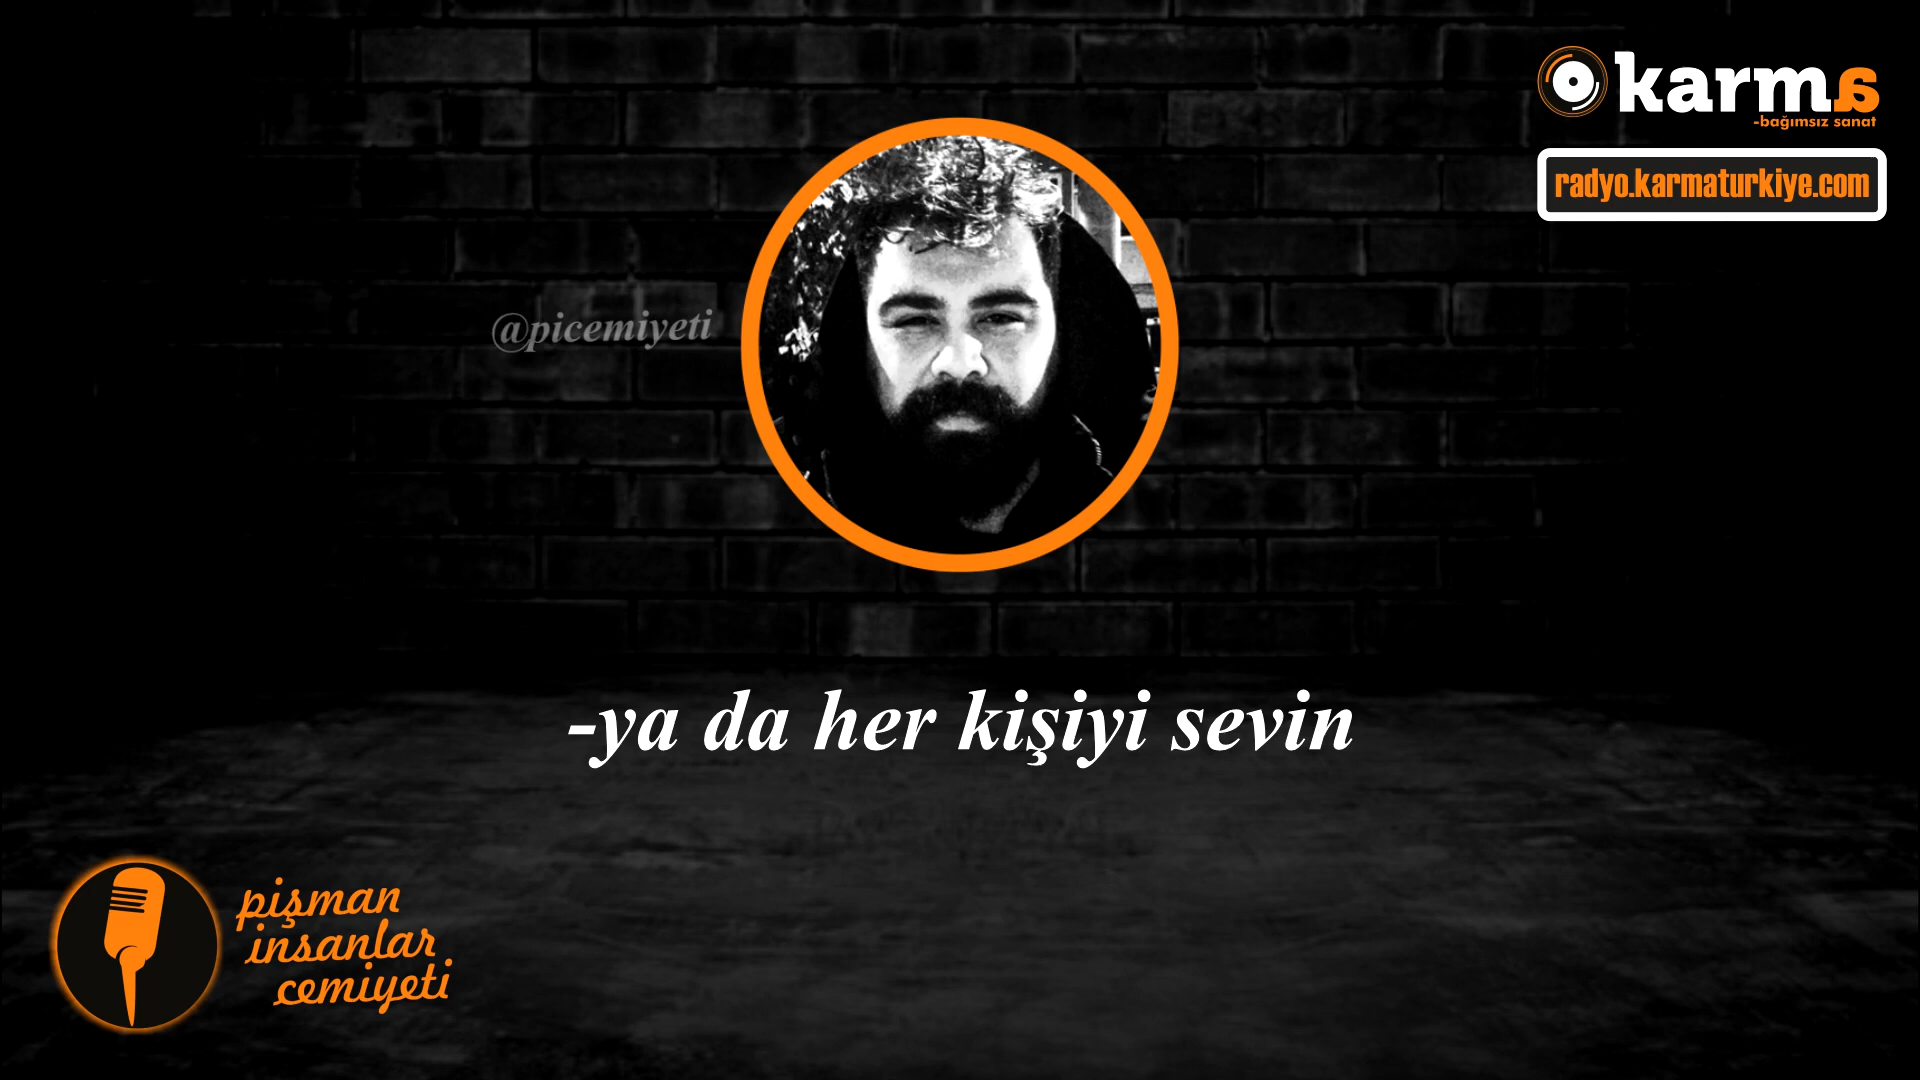 karma
-bağımsız sanat
radyo.karmaturkiye.com
@picemiyeti
-ya da her kişiyi sevin
pişman
insanlar
cemiyeti